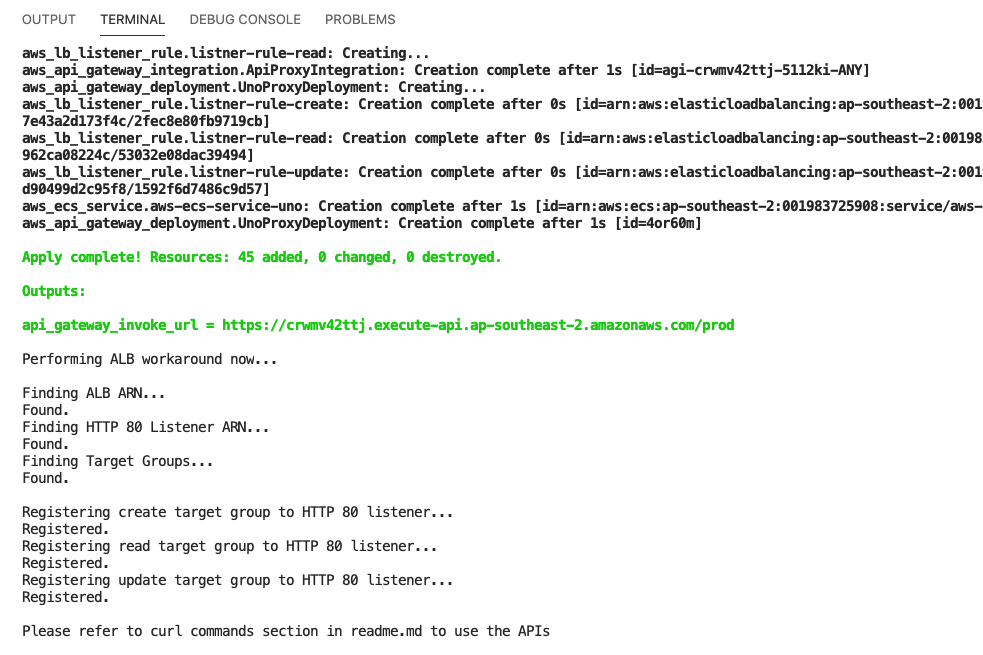 OUTPUT TERMINAL DEBUG CONSOLE PROBLEMS
aws_lb_listener_rule.listner-rule-read: Creating...
aws_api_gateway_integration.ApiProxyIntegration: Creation complete after 1s [id=agi-crwmv42ttj-5112ki-ANY]
aws_api_gateway_deployment.UnoProxyDeployment: Creating...
aws_lb_listener_rule.listner-rule-create: Creation complete after 0s [id=arn:aws:elasticloadbalancing:ap-southeast-2:001
7e43a2d173f4c/2fec8e80fb9719cb]
aws_lb_listener_rule.listner-rule-read: Creation complete after 0s [id=arn:aws:elasticloadbalancing:ap-southeast-2:00198
962ca08224c/53032e08dac39494]
aws_lb_listener_rule.listner-rule-update: Creation complete after 0s [id=arn:aws:elasticloadbalancing:ap-southeast-2:001
d90499d2c95f8/1592f6d7486c9d57]
aws_ecs_service.aws-ecs-service-uno: Creation complete after 1s [id=arn:aws:ecs:ap-southeast-2:001983725908:service/aws-
aws_api_gateway_deployment.UnoProxyDeployment: Creation complete after 1s [id=4or60m]
Apply complete! Resources: 45 added, 0 changed, 0 destroyed.
Outputs:
api_gateway_invoke_url = https://crwmv42ttj.execute-api.ap-southeast-2.amazonaws.com/prod
Performing ALB workaround now...
Finding ALB ARN...
Found.
Finding HTTP 80 Listener ARN...
Found.
Finding Target Groups...
Found.
Registering create target group to HTTP 80 listener...
Registered.
Registering read target group to HTTP 80 listener...
Registered.
Registering update target group to HTTP 80 listener...
Registered.
Please refer to curl commands section in readme.md to use the APIs